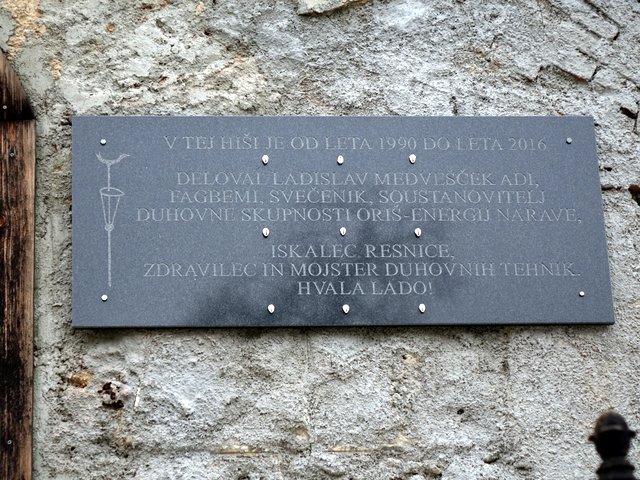 V TEJ HIŠI JE OD LETA 1990 DO LETA 2016
DELOVAL LADISLAV MEDVEŠČEK ADI,
FAGBEMI, SVEČENIK, SOUSTANOVITELJ
DUHOVNE SKUPNOSTI ORIŠ-ENERGIJ NARAVE,
ISKALEC RESNICE,
ZDRAVILEC IN MOJSTER DUHOVNIH TEHNIK.
HVALA LADO!